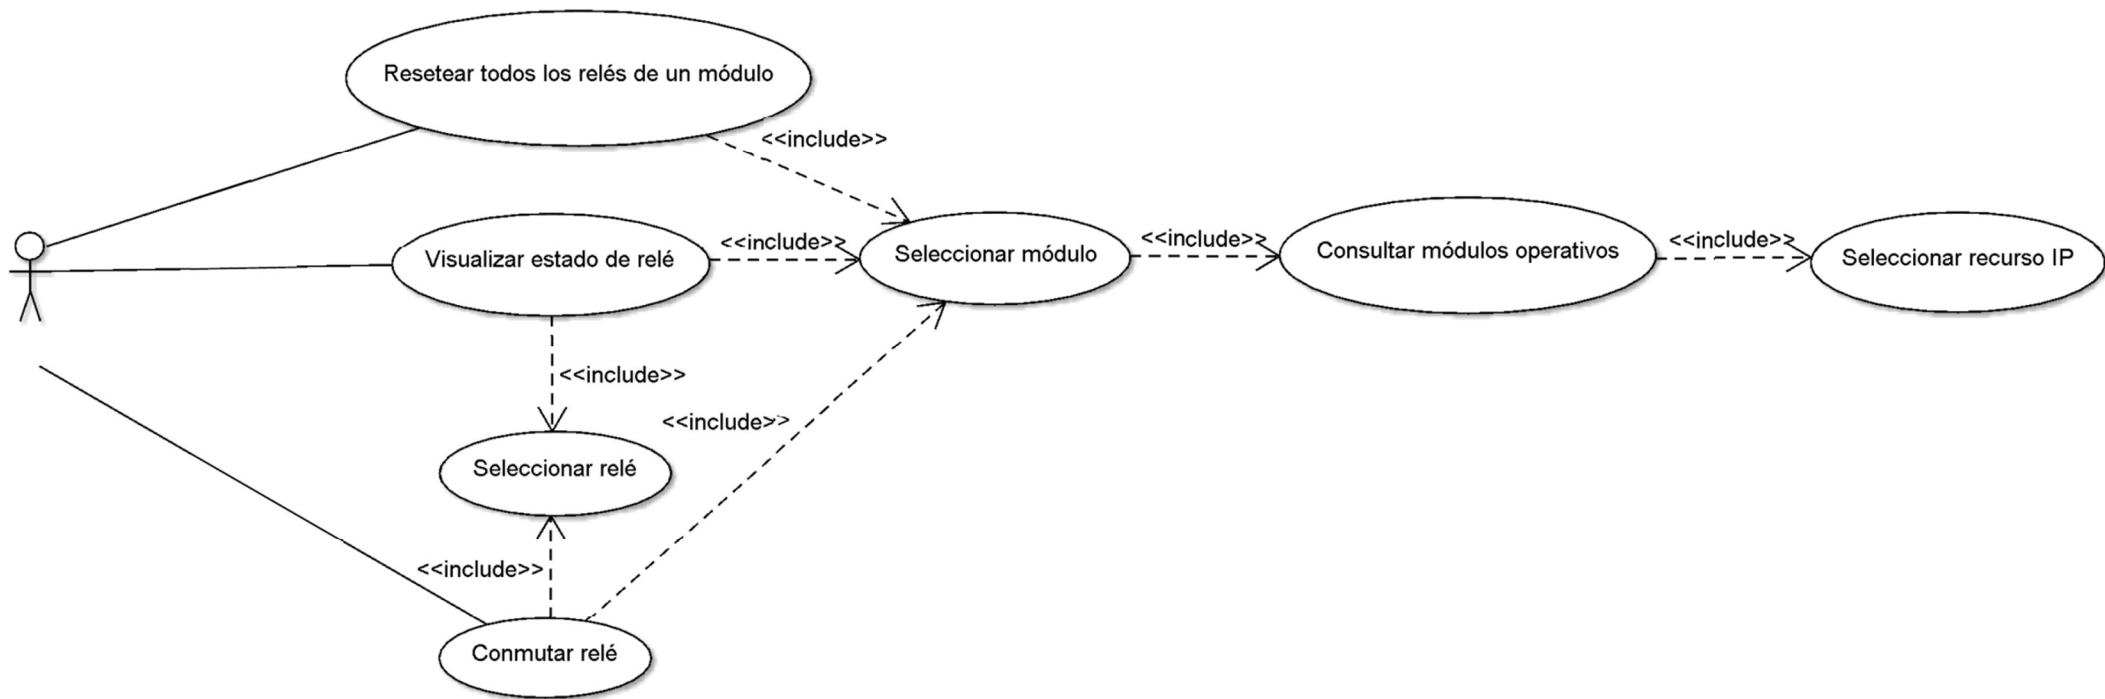 Resetear todos los relés de un módulo
<<include>>
Visualizar estado de relé
<<include>>
Seleccionar módulo
<<include>>
Consultar módulos operativos
<<include>>
Seleccionar recurso IP
<<include>>
<<include>>
Seleccionar relé
<<include>>
Conmutar relé